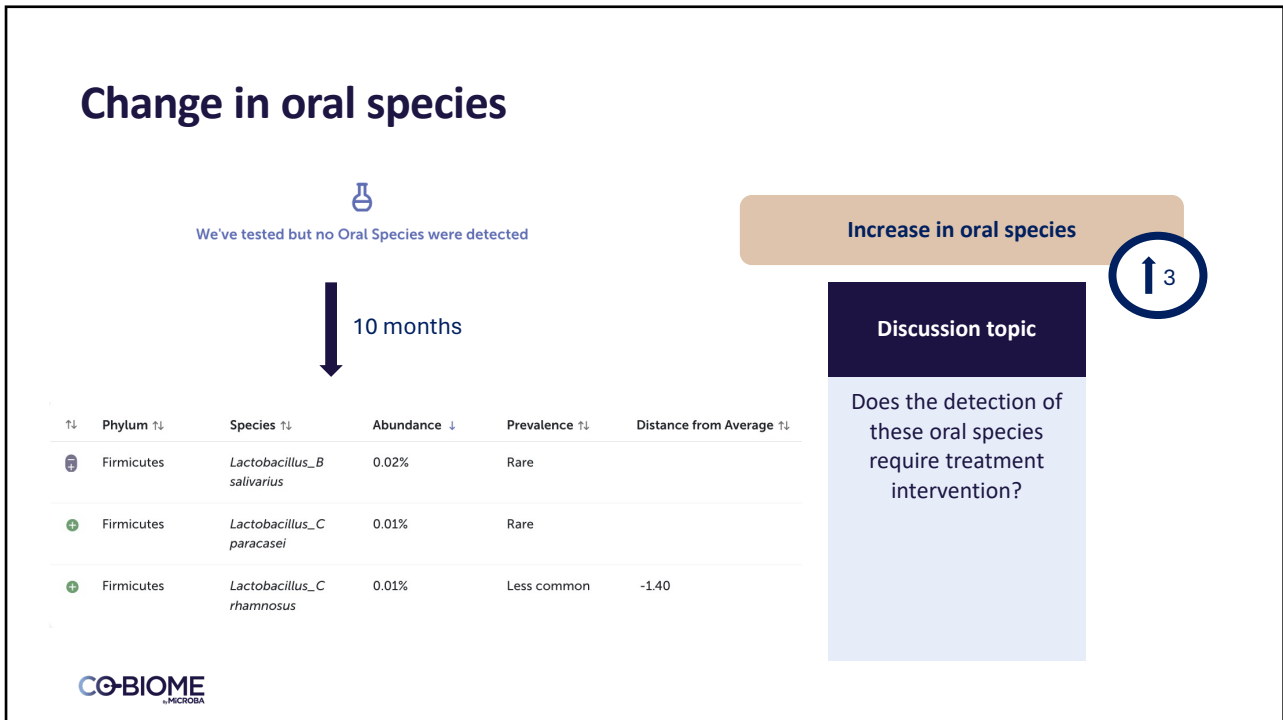 Change in oral species
We've tested but no Oral Species were detected
10 months
Increase in oral species
↑ 3
Discussion topic
Does the detection of
these oral species
require treatment
intervention?
↑↓ Phylum ↑↓ Species ↑↓ Abundance ↓ Prevalence ↑↓ Distance from Average ↑↓
Firmicutes Lactobacillus_B 0.02% Rare
salivarius
Firmicutes Lactobacillus_C 0.01% Rare
paracasei
Firmicutes Lactobacillus_C 0.01% Less common -1.40
rhamnosus
CO-BIOME
By MICROBA